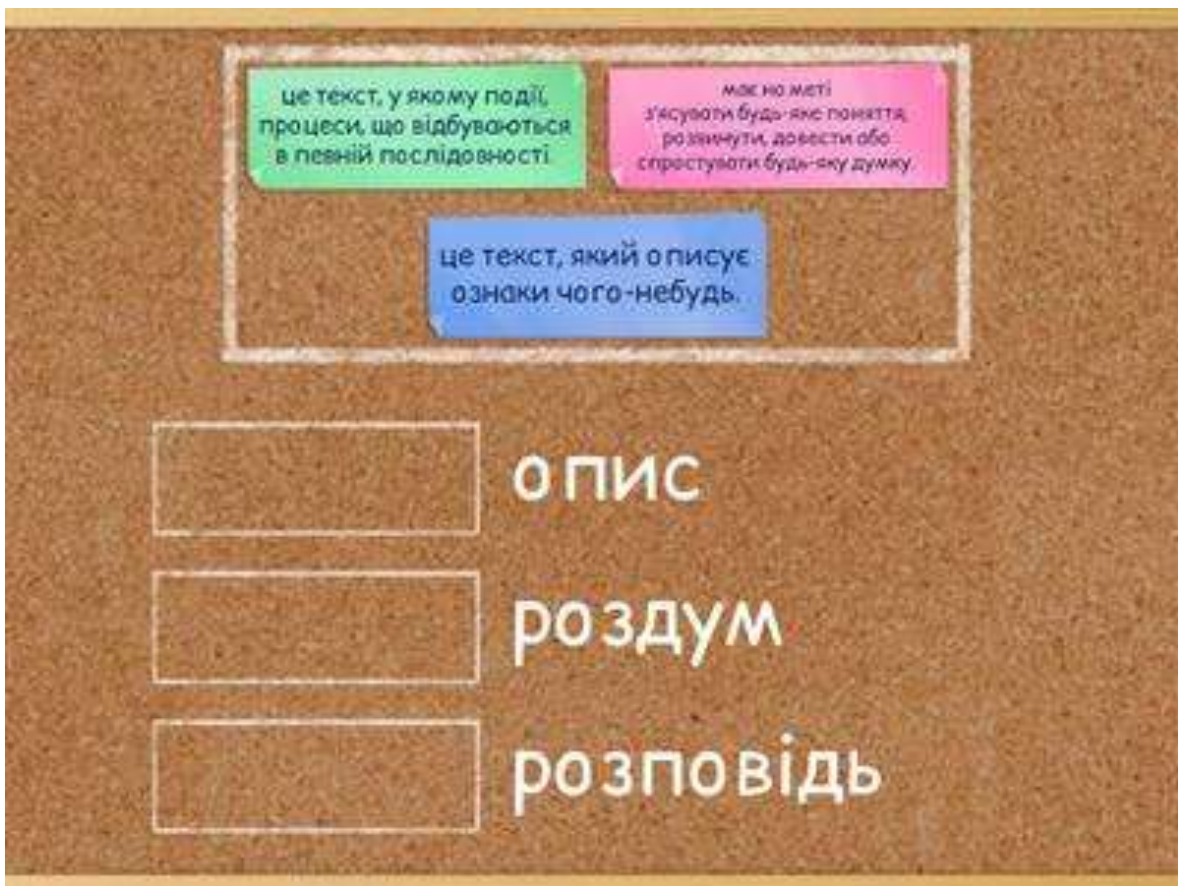 це текст, у якому події,
процеси, що відбуваються
в певній послідовності
має на меті
з'ясувати будь-яке поняття,
розвинути, довести або
спростувати будь-яку думку.
це текст, який описує
ознаки чого-небудь.
опис
роздум
розповідь